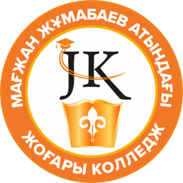 МАҒЖАН ЖҰМАБАЕВ АТЫНДАҒЫ
JK
ЖОҒАРЫ КОЛЛЕДЖ